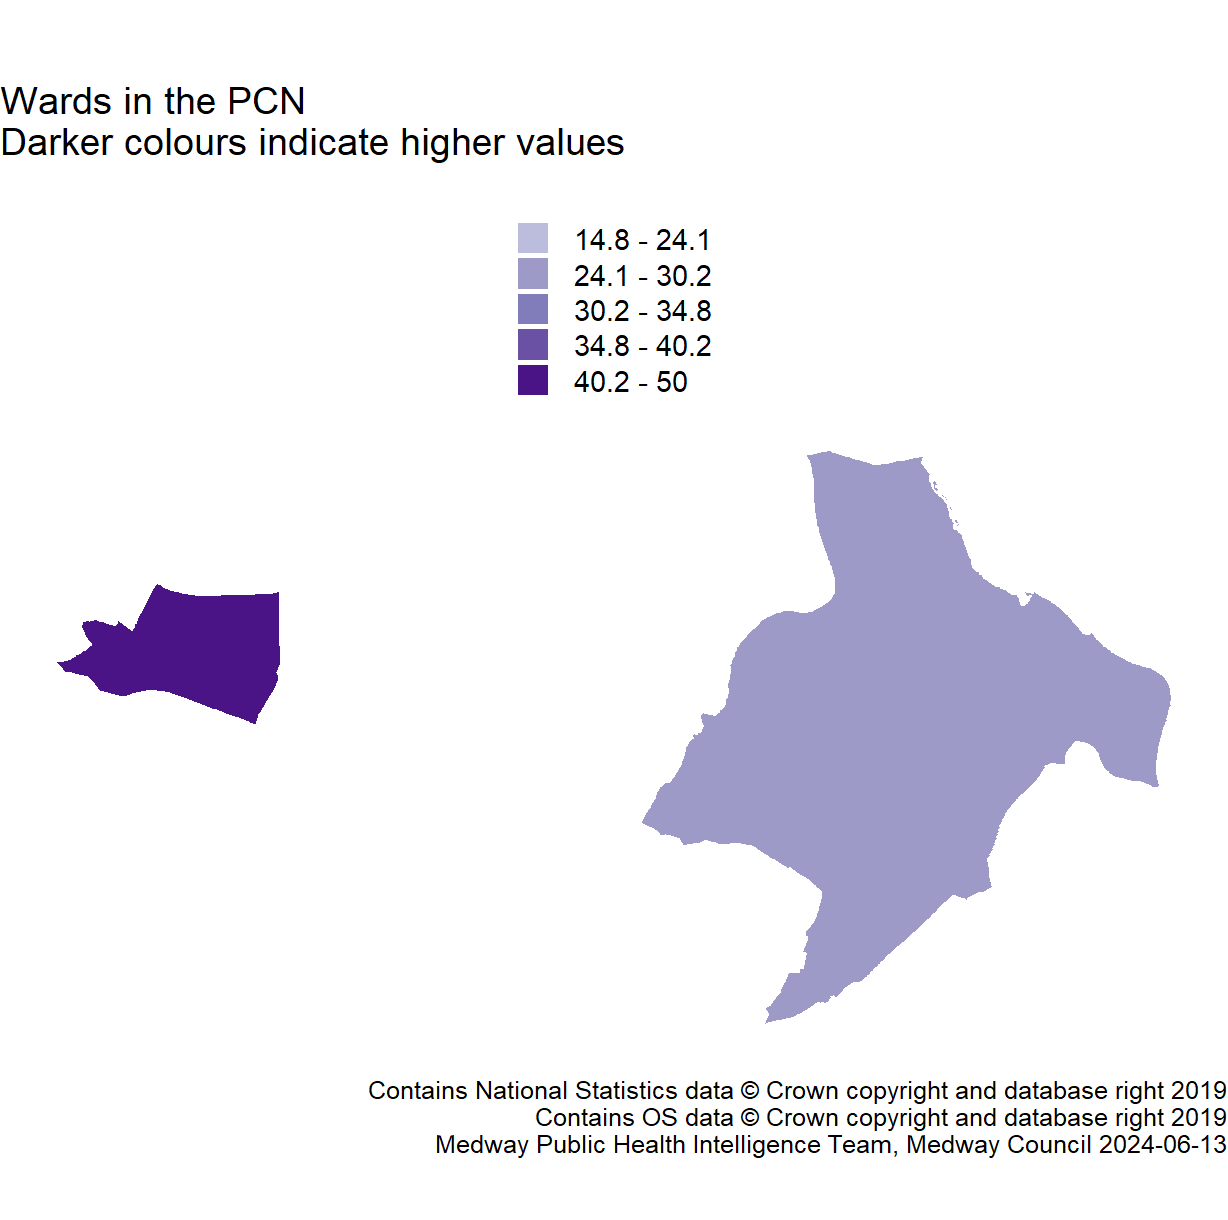 Wards in the PCN
Darker colours indicate higher values
14.8 - 24.1
24.1 - 30.2
30.2 - 34.8
34.8 - 40.2
40.2 - 50
Contains National Statistics data © Crown copyright and database right 2019
Contains OS data © Crown copyright and database right 2019
Medway Public Health Intelligence Team, Medway Council 2024-06-13